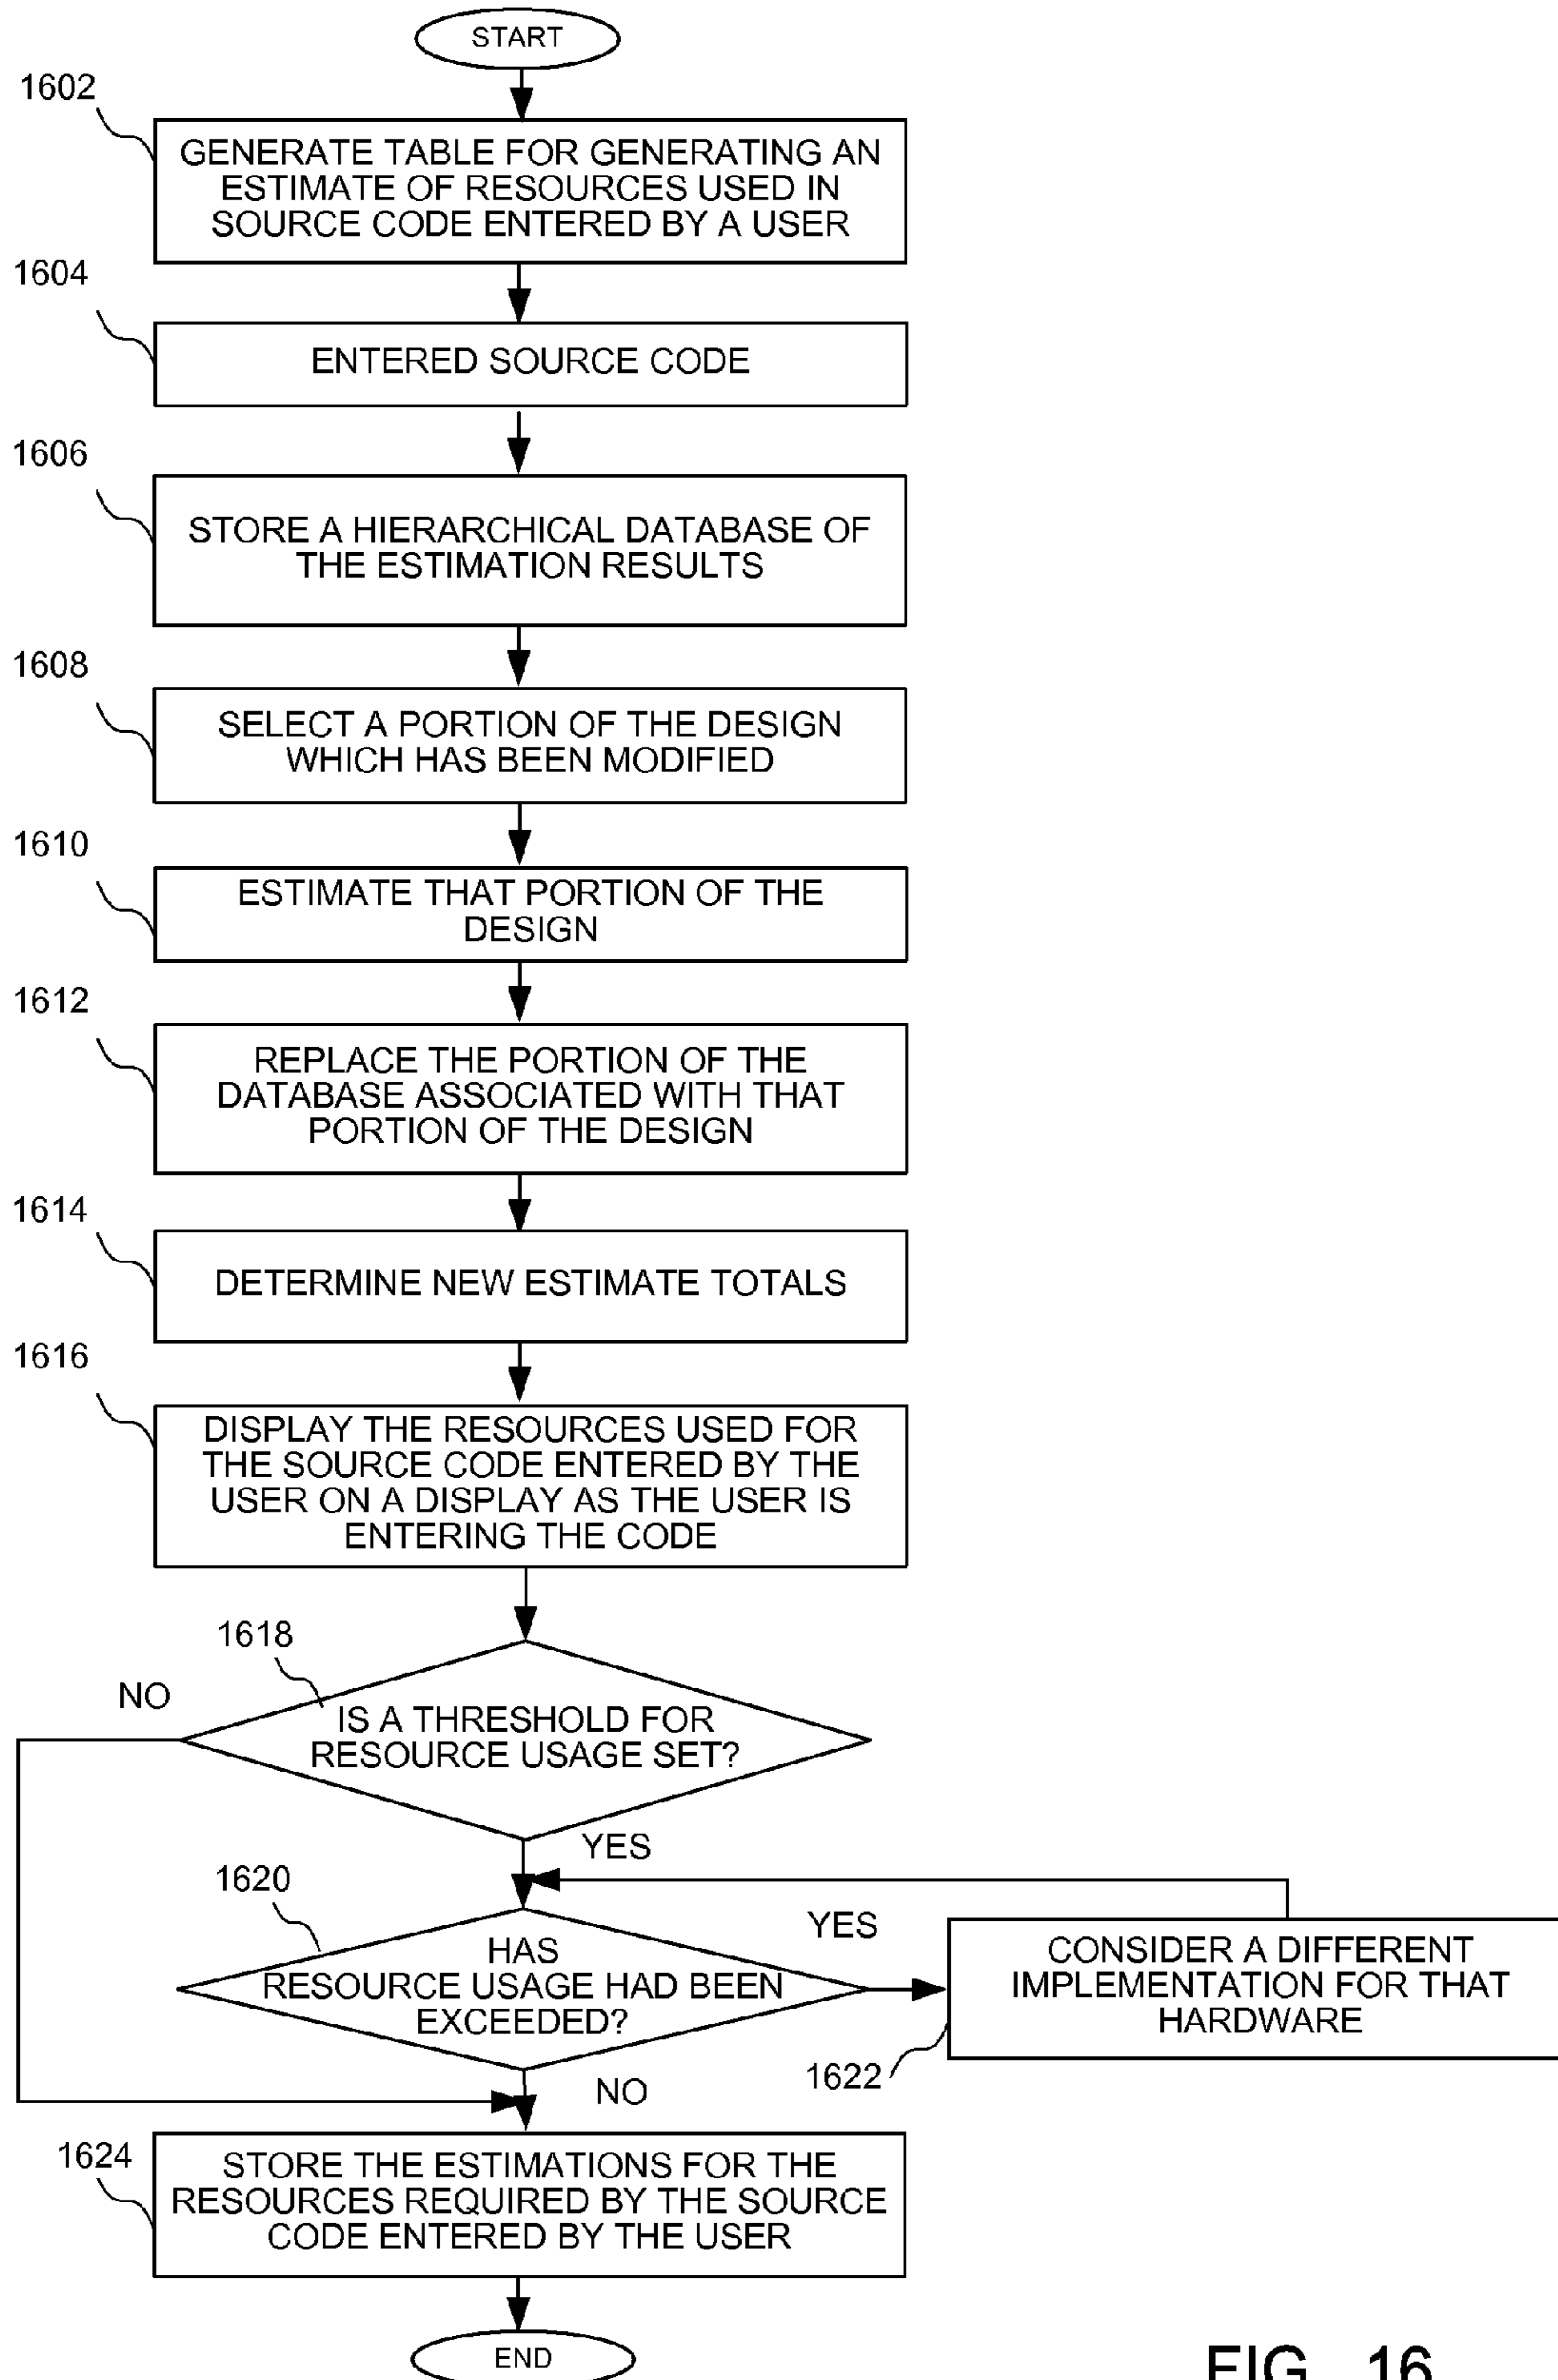 START
1602
GENERATE TABLE FOR GENERATING AN
ESTIMATE OF RESOURCES USED IN
SOURCE CODE ENTERED BY A USER
1604
ENTERED SOURCE CODE
1606
STORE A HIERARCHICAL DATABASE OF
THE ESTIMATION RESULTS
1608
SELECT A PORTION OF THE DESIGN
WHICH HAS BEEN MODIFIED
1610
ESTIMATE THAT PORTION OF THE
DESIGN
1612
REPLACE THE PORTION OF THE
DATABASE ASSOCIATED WITH THAT
PORTION OF THE DESIGN
1614
DETERMINE NEW ESTIMATE TOTALS
1616
DISPLAY THE RESOURCES USED FOR
THE SOURCE CODE ENTERED BY THE
USER ON A DISPLAY AS THE USER IS
ENTERING THE CODE
1618
NO
IS A THRESHOLD FOR
RESOURCE USAGE SET?
YES
1620
HAS
RESOURCE USAGE HAD BEEN
EXCEEDED?
YES
CONSIDER A DIFFERENT
IMPLEMENTATION FOR THAT
HARDWARE
1622
NO
1624
STORE THE ESTIMATIONS FOR THE
RESOURCES REQUIRED BY THE SOURCE
CODE ENTERED BY THE USER
END
FIG. 16